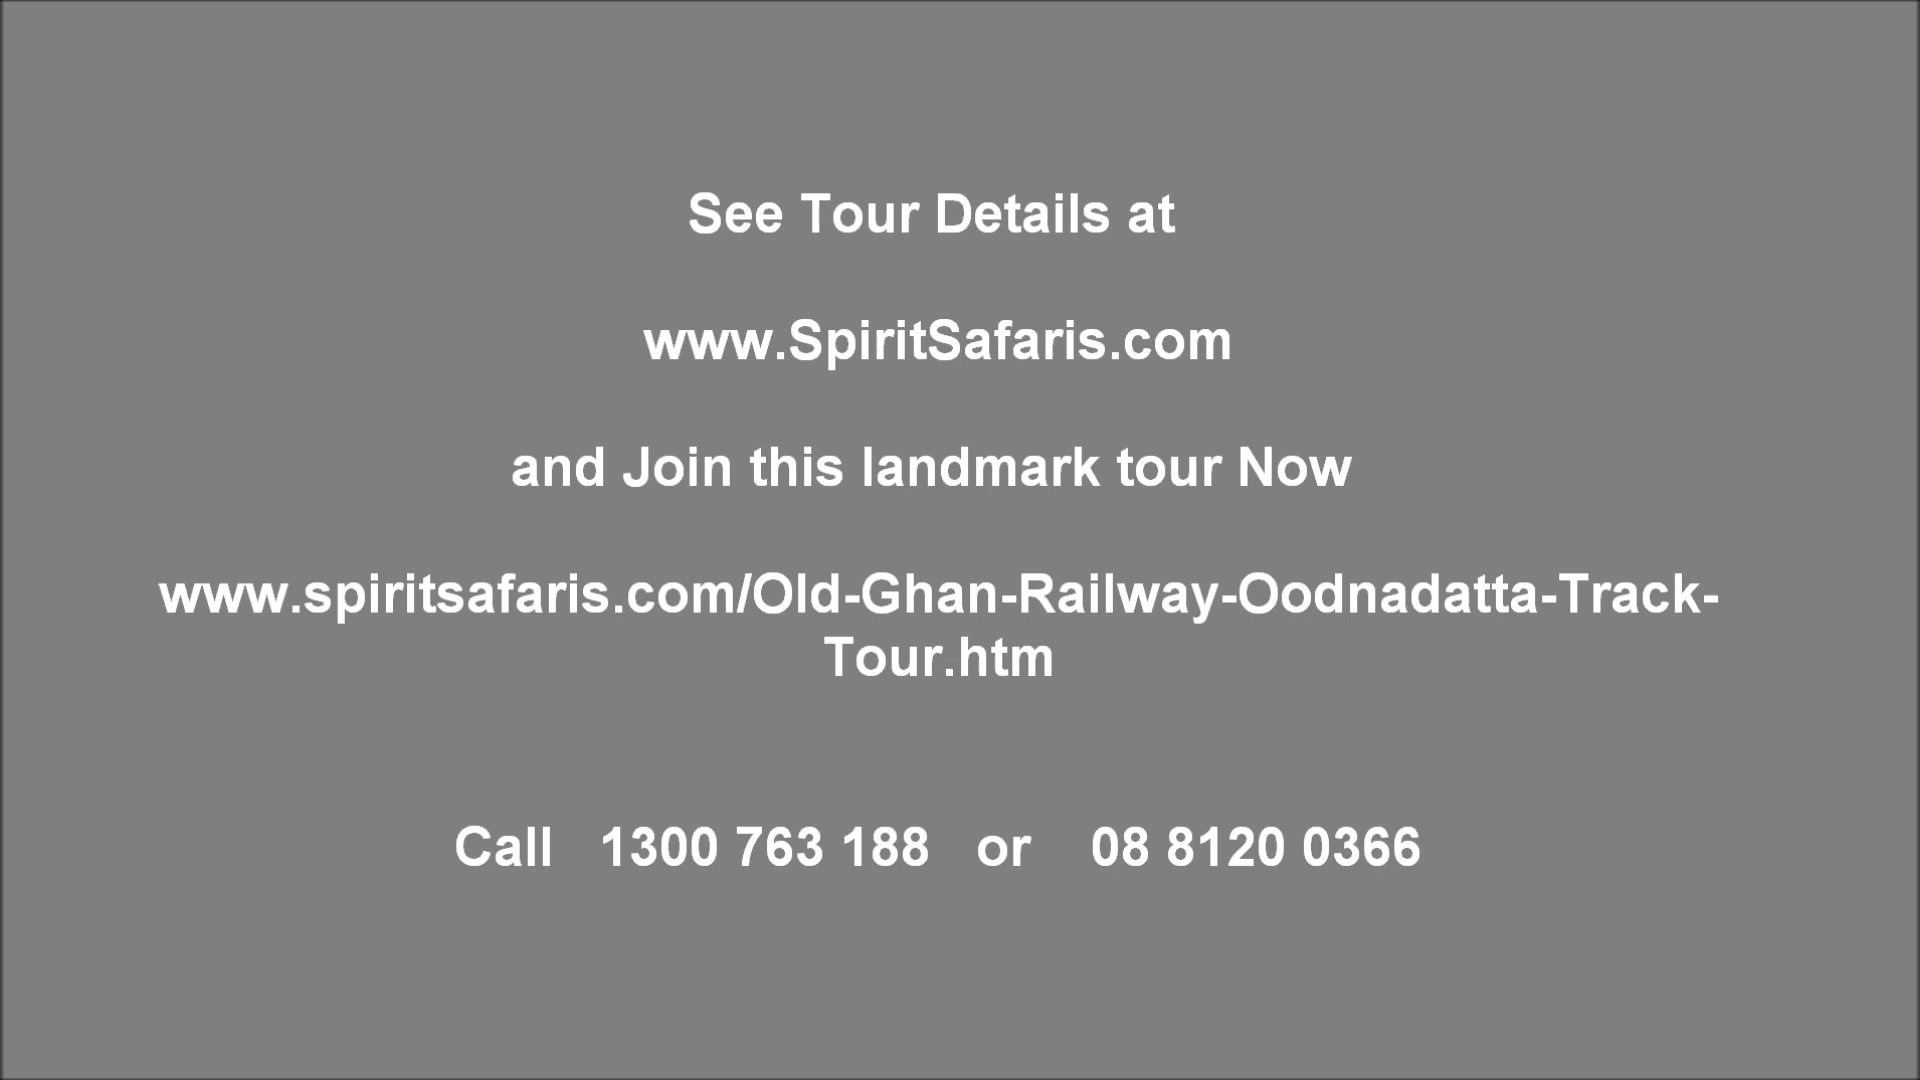 See Tour Details at
www.SpiritSafaris.com
and Join this landmark tour Now
www.spiritsafaris.com/Old-Ghan-Railway-Oodnadatta-Track-
Tour.htm
Call 1300 763 188 or 08 8120 0366